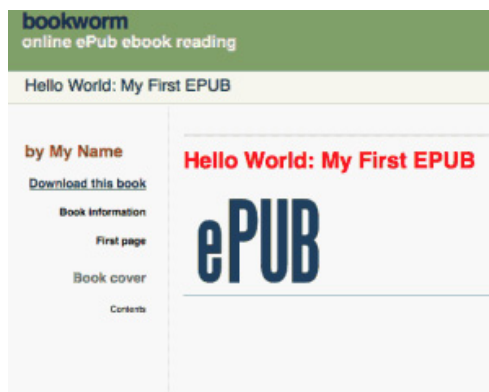 bookworm
online ePub ebook reading
Hello World: My First EPUB
by My Name
Download this book
Book information
First page
Book cover
Contents
Hello World: My First EPUB
ePUB